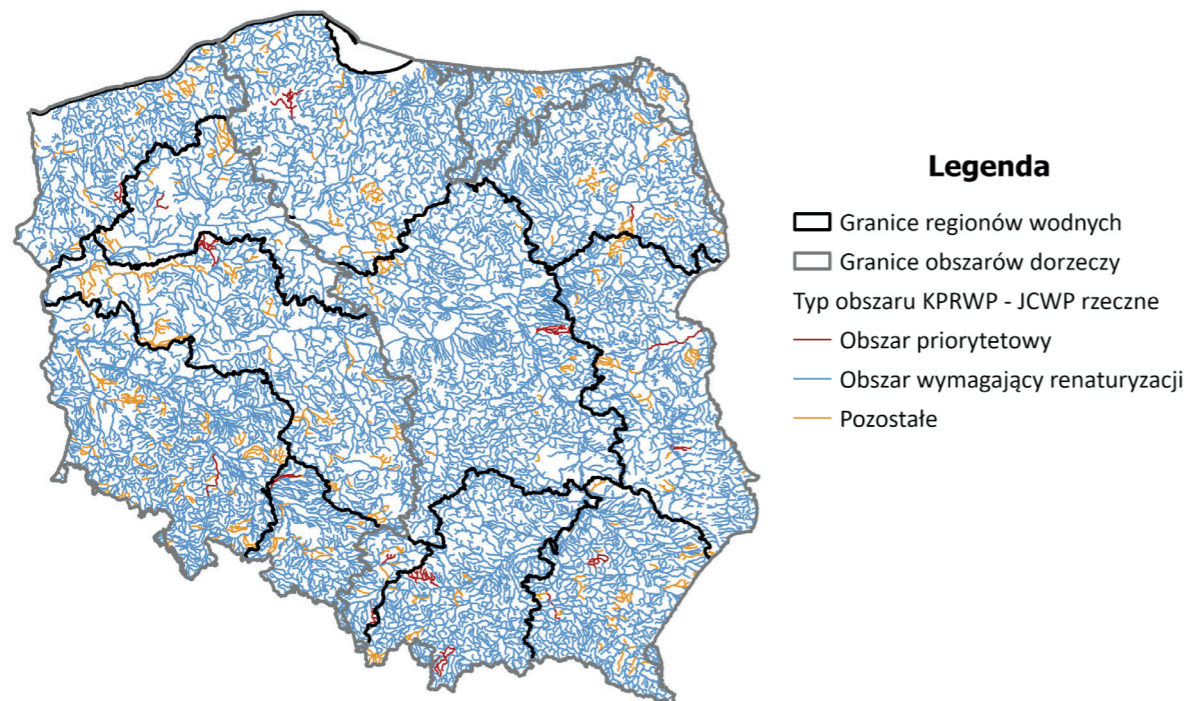 Legenda
Granice regionów wodnych
Granice obszarów dorzeczy
Typ obszaru KPRWP - JCWP rzeczne
Obszar priorytetowy
Obszar wymagający renaturyzacji
Pozostałe